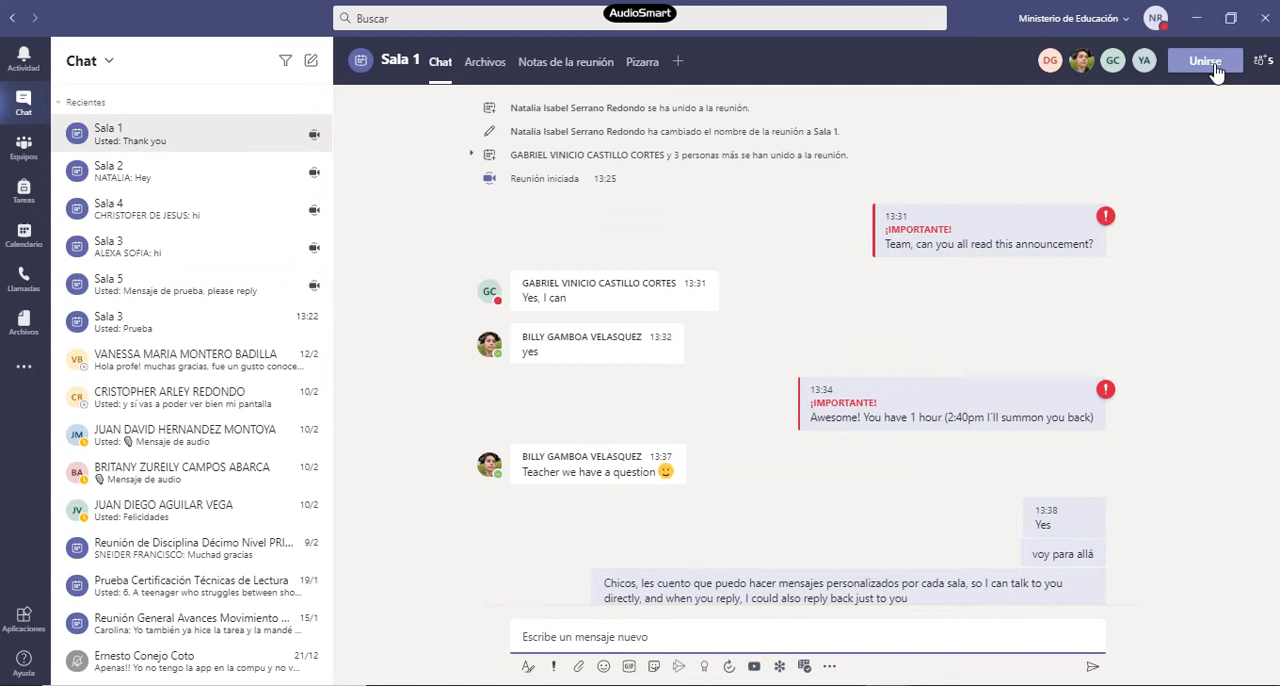 AudioSmart
Buscar
Ministerio de Educación
NR
Actividad
Chat
Equipos
Tareas
Calendario
Llamadas
Archivos
Aplicaciones
Ayuda
Chat
Recientes
Sala 1
Usted: Thank you
Sala 2
NATALIA: Hey
Sala 4
CHRISTOFER DE JESUS: hi
Sala 3
ALEXA SOFIA: hi
Sala 5
Usted: Mensaje de prueba, please reply
Sala 3 13:22
Usted: Prueba
VB VANESSA MARIA MONTERO BADILLA 12/2
Hola profe! muchas gracias, fue un gusto conoce...
CR CRISTOPHER ARLEY REDONDO 10/2
Usted: y sí vas a poder ver bien mi pantalla
JM JUAN DAVID HERNANDEZ MONTOYA 10/2
Usted: Mensaje de audio
BA BRITANY ZUREILY CAMPOS ABARCA 10/2
Mensaje de audio
JV JUAN DIEGO AGUILAR VEGA 10/2
Usted: Felicidades
Reunión de Disciplina Décimo Nivel PRI... 9/2
SNEIDER FRANCISCO: Muchad gracias
Prueba Certificación Técnicas de Lectura 19/1
Usted: 6. A teenager who struggles between sho...
Reunión General Avances Movimiento ... 15/1
Carolina: Yo también ya hice la tarea y la mandé ...
Ernesto Conejo Coto 21/12
Apenas!! Yo no tengo la app en la compu y no v...
Sala 1 Chat Archivos Notas de la reunión Pizarra
DG GC YA Unirse 5
Natalia Isabel Serrano Redondo se ha unido a la reunión.
Natalia Isabel Serrano Redondo ha cambiado el nombre de la reunión a Sala 1.
GABRIEL VINICIO CASTILLO CORTES y 3 personas más se han unido a la reunión.
Reunión iniciada 13:25
13:31
¡IMPORTANTE!
Team, can you all read this announcement?
GC GABRIEL VINICIO CASTILLO CORTES 13:31
Yes, I can
BILLY GAMBOA VELASQUEZ 13:32
yes
13:34
¡IMPORTANTE!
Awesome! You have 1 hour (2:40pm I´ll summon you back)
BILLY GAMBOA VELASQUEZ 13:37
Teacher we have a question
13:38
Yes
voy para allá
Chicos, les cuento que puedo hacer mensajes personalizados por cada sala, so I can talk to you
directly, and when you reply, I could also reply back just to you
Escribe un mensaje nuevo
GIF